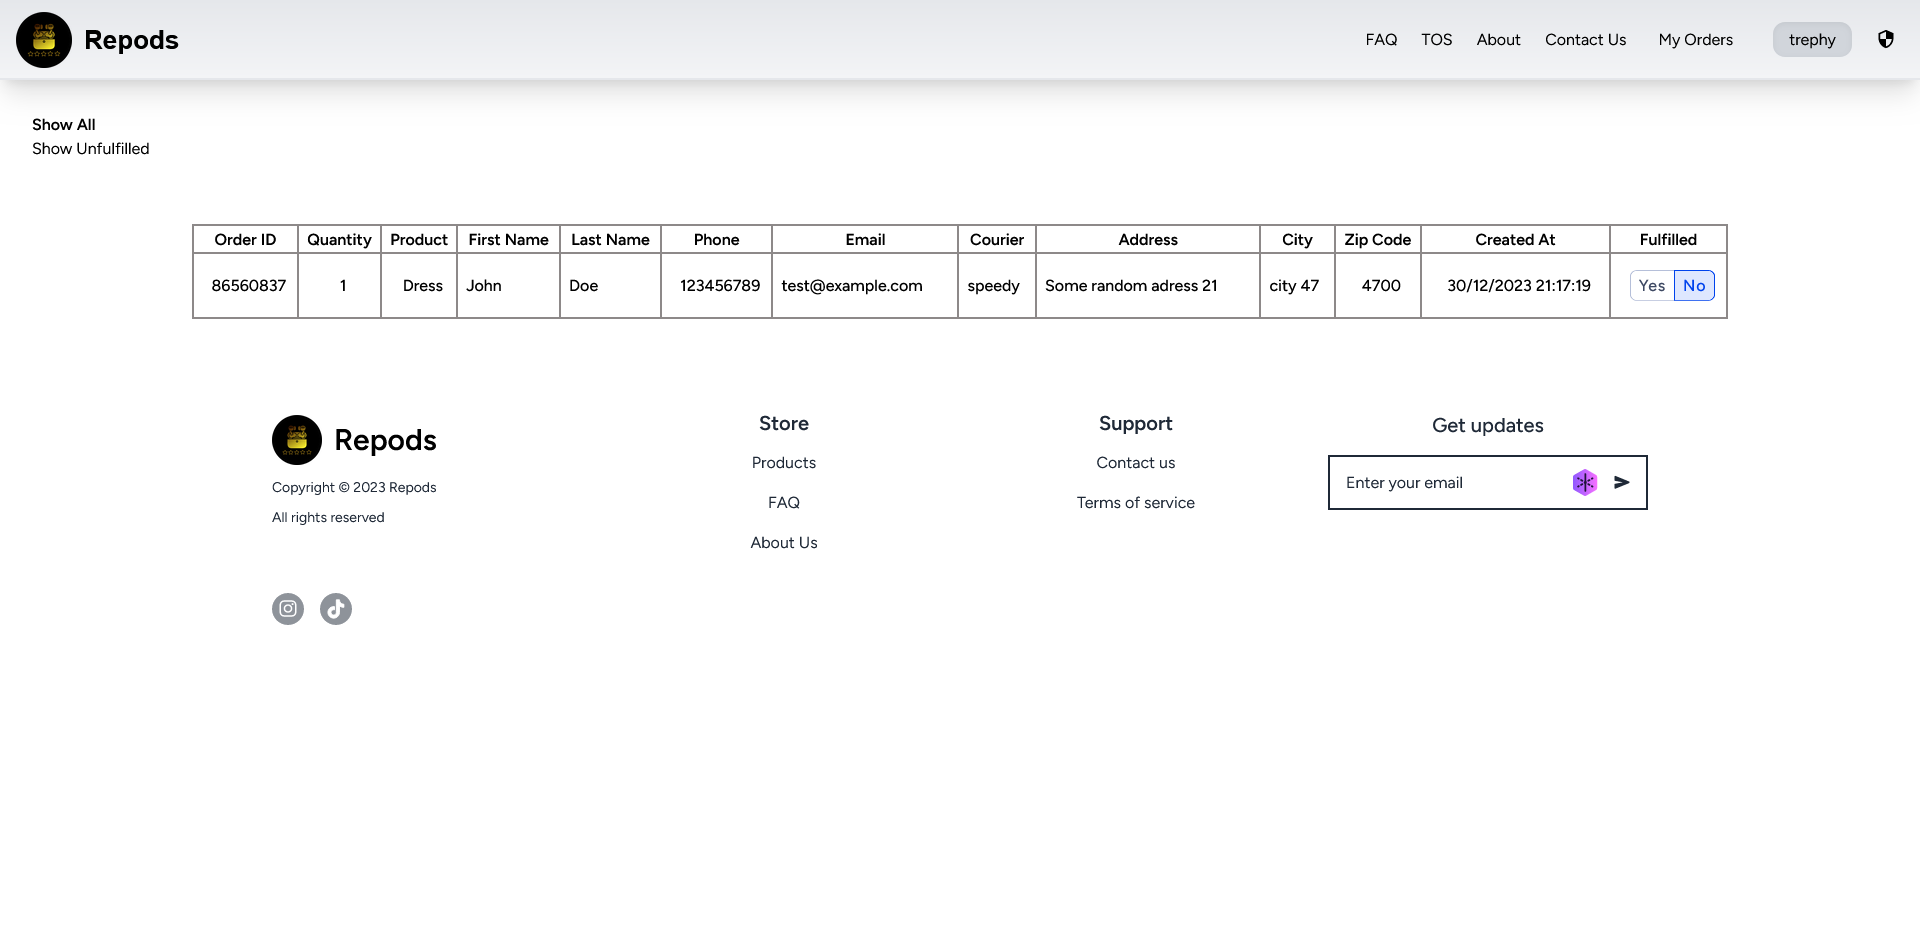 Repods
FAQ TOS About Contact Us My Orders trephy
Show All
Show Unfulfilled
Order ID Quantity Product First Name Last Name Phone Email Courier Address City Zip Code Created At Fulfilled
86560837 1 Dress John Doe 123456789 test@example.com speedy Some random adress 21 city 47 4700 30/12/2023 21:17:19 Yes No
Repods
Copyright © 2023 Repods
All rights reserved
Store
Products
FAQ
About Us
Support
Contact us
Terms of service
Get updates
Enter your email